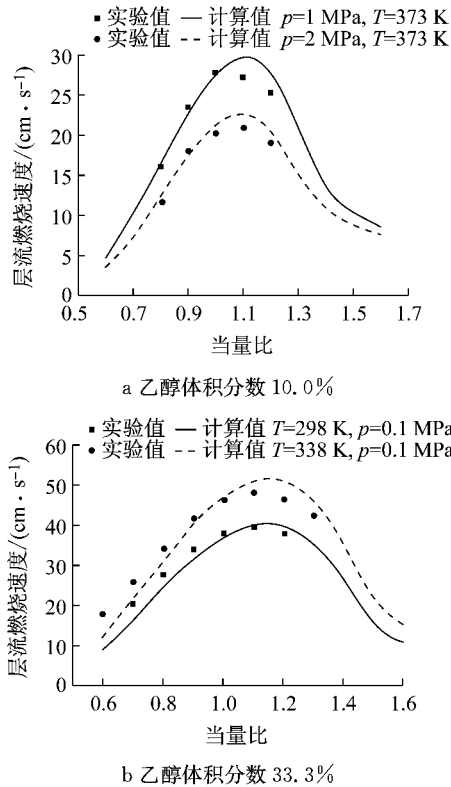 ■ 实验值 — 计算值 p=1 MPa, T=373 K
● 实验值 -- 计算值 p=2 MPa, T=373 K
30
25
20
15
10
5
0
层流燃烧速度/(cm·s⁻¹)
0.5 0.7 0.9 1.1 1.3 1.5 1.7
当量比
a 乙醇体积分数10.0%
■ 实验值 — 计算值 T=298 K, p=0.1 MPa
● 实验值 -- 计算值 T=338 K, p=0.1 MPa
60
50
40
30
20
10
0
层流燃烧速度/(cm·s⁻¹)
0.6 0.8 1.0 1.2 1.4 1.6
当量比
b 乙醇体积分数33.3%